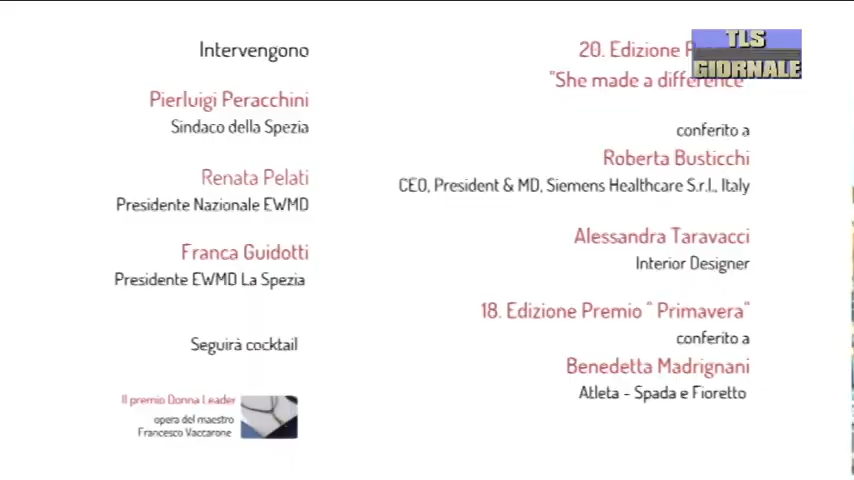 Intervengono
Pierluigi Peracchini
Sindaco della Spezia
Renata Pelati
Presidente Nazionale EWMD
Franca Guidotti
Presidente EWMD La Spezia
Seguirà cocktail
Il premio Donna Leader
opera del maestro
Francesco Vaccarone
20. Edizione
"She made a difference
conferito a
Roberta Busticchi
CEO, President & MD, Siemens Healthcare S.r.l., Italy
Alessandra Taravacci
Interior Designer
18. Edizione Premio " Primavera"
conferito a
Benedetta Madrignani
Atleta - Spada e Fioretto
TLS
GIORNALE